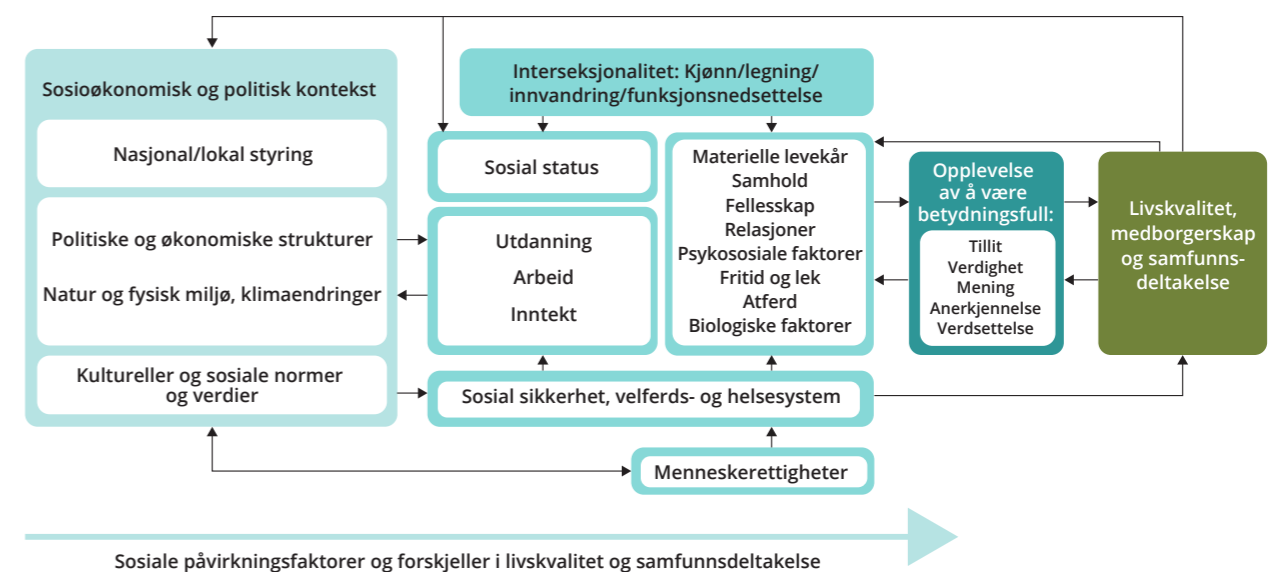 Sosioøkonomisk og politisk kontekst
Nasjonal/lokal styring
Politiske og økonomiske strukturer
Natur og fysisk miljø, klimaendringer
Kultureller og sosiale normer
og verdier
Interseksjonalitet: Kjønn/legning/
innvandring/funksjonsnedsettelse
Sosial status
Utdanning
Arbeid
Inntekt
Materielle levekår
Samhold
Fellesskap
Relasjoner
Psykososiale faktorer
Fritid og lek
Atferd
Biologiske faktorer
Sosial sikkerhet, velferds- og helsesystem
Menneskerettigheter
Opplevelse
av å være
betydningsfull:
Tillit
Verdighet
Mening
Anerkjennelse
Verdsettelse
Livskvalitet,
medborgerskap
og samfunns-
deltakelse
Sosiale påvirkningsfaktorer og forskjeller i livskvalitet og samfunnsdeltakelse